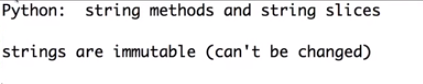 Python:  string methods and string slices
strings are immutable (can't be changed)